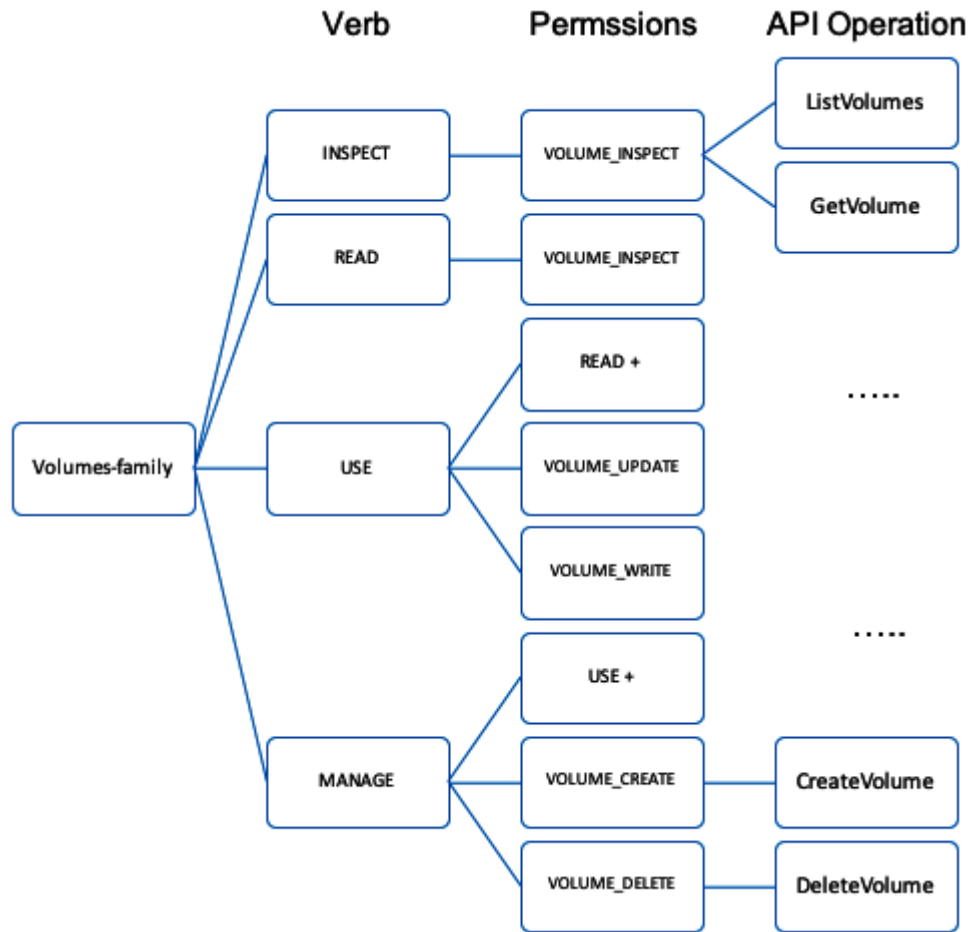 Verb
Permssions
API Operation
ListVolumes
INSPECT
VOLUME_INSPECT
GetVolume
READ
VOLUME_INSPECT
READ +
.....
Volumes-family
USE
VOLUME_UPDATE
VOLUME_WRITE
.....
USE +
MANAGE
VOLUME_CREATE
CreateVolume
VOLUME_DELETE
DeleteVolume